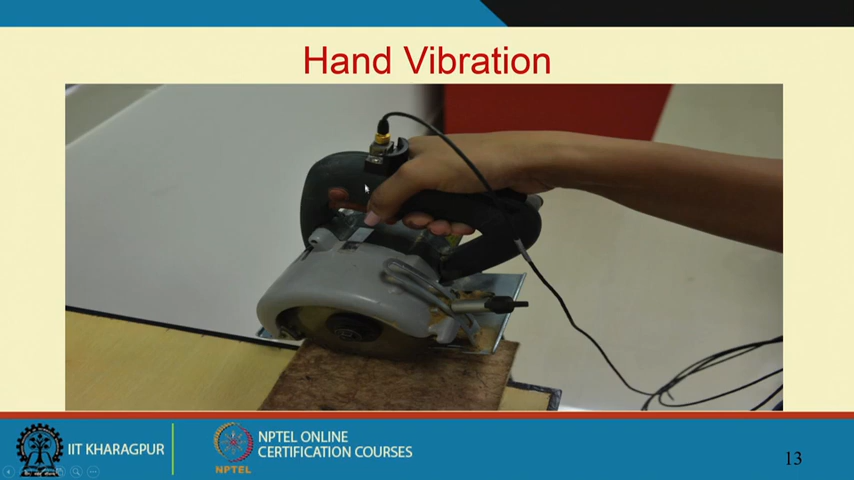 Hand Vibration
IIT KHARAGPUR
NPTEL
NPTEL ONLINE
CERTIFICATION COURSES
13